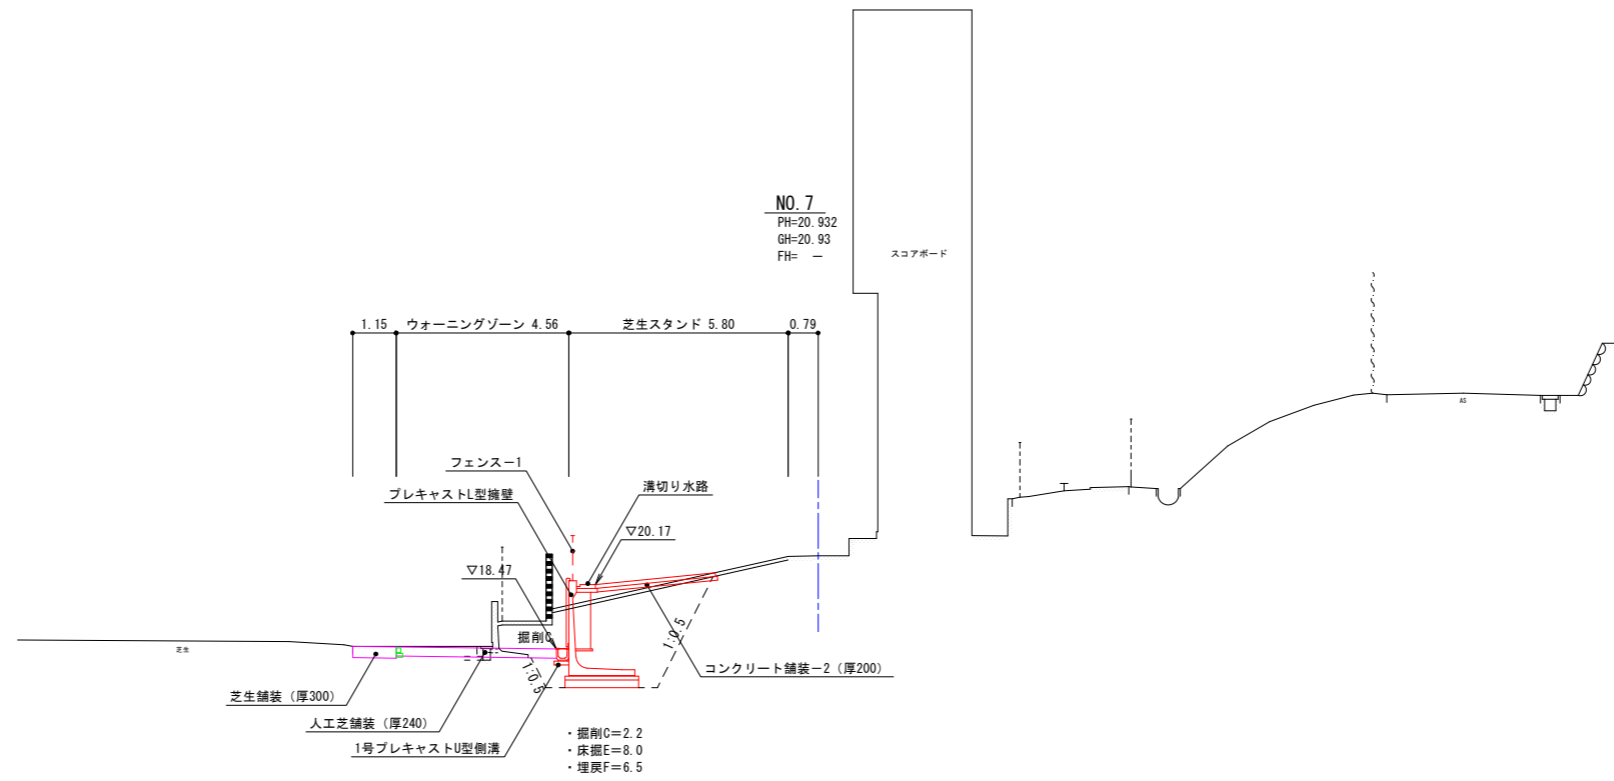 NO.7
PH=20.932
GH=20.93
FH= －
スコアボード
1.15
ウォーニングゾーン 4.56
芝生スタンド 5.80
0.79
フェンス－1
プレキャストL型擁壁
溝切り水路
▽20.17
▽18.47
掘削C
芝生
AS
1:0.5
1:0.5
コンクリート舗装－2（厚200）
芝生舗装（厚300）
人工芝舗装（厚240）
1号プレキャストU型側溝
・掘削C=2.2
・床掘E=8.0
・埋戻F=6.5